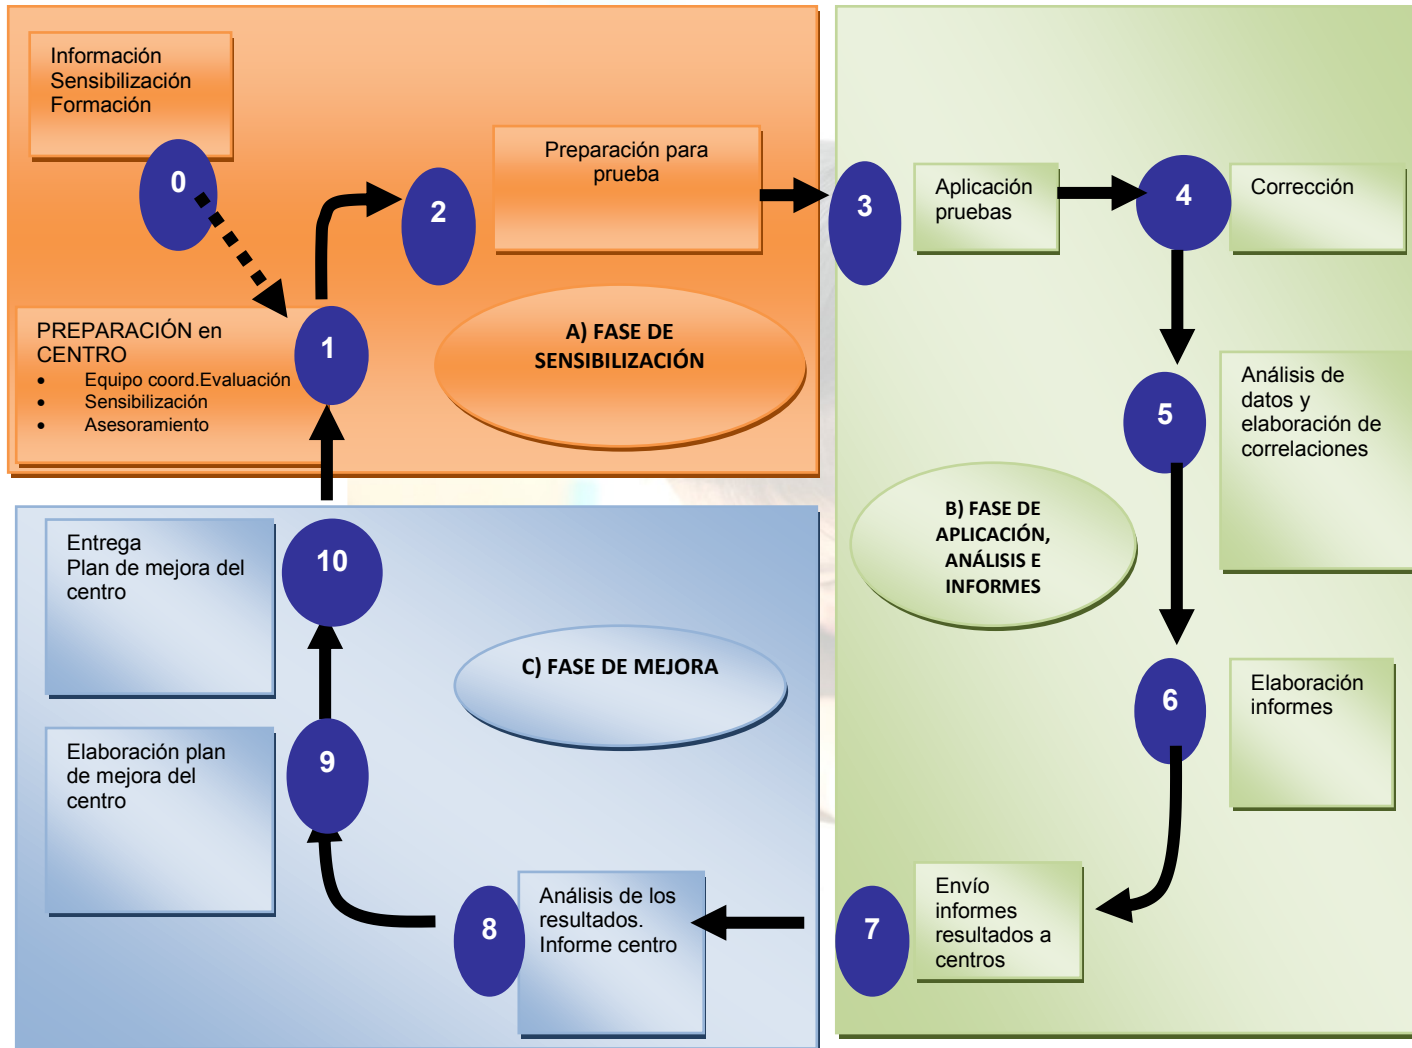 Información
Sensibilización
Formación
0
PREPARACIÓN en
CENTRO
• Equipo coord.Evaluación
• Sensibilización
• Asesoramiento
1
2
Preparación para
prueba
A) FASE DE
SENSIBILIZACIÓN
3
Aplicación
pruebas
4
Corrección
5
Análisis de
datos y
elaboración de
correlaciones
B) FASE DE
APLICACIÓN,
ANÁLISIS E
INFORMES
6
Elaboración
informes
7
Envío
informes
resultados a
centros
8
Análisis de los
resultados.
Informe centro
C) FASE DE MEJORA
9
Elaboración plan
de mejora del
centro
10
Entrega
Plan de mejora del
centro